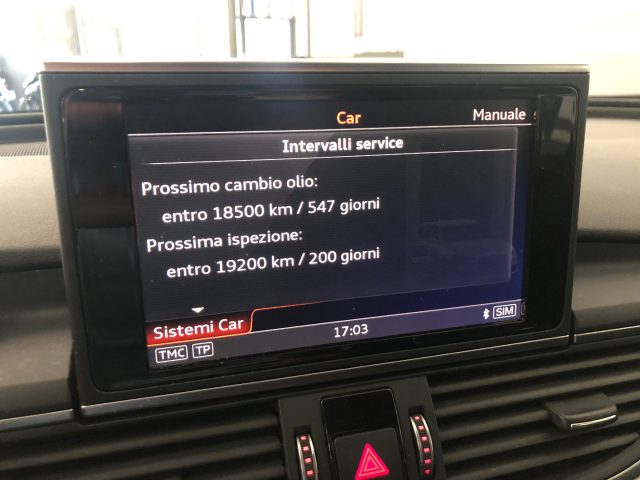 Car
Manuale
Intervalli service
Prossimo cambio olio:
entro 18500 km / 547 giorni
Prossima ispezione:
entro 19200 km / 200 giorni
Sistemi Car
TMC TP
17:03
SIM